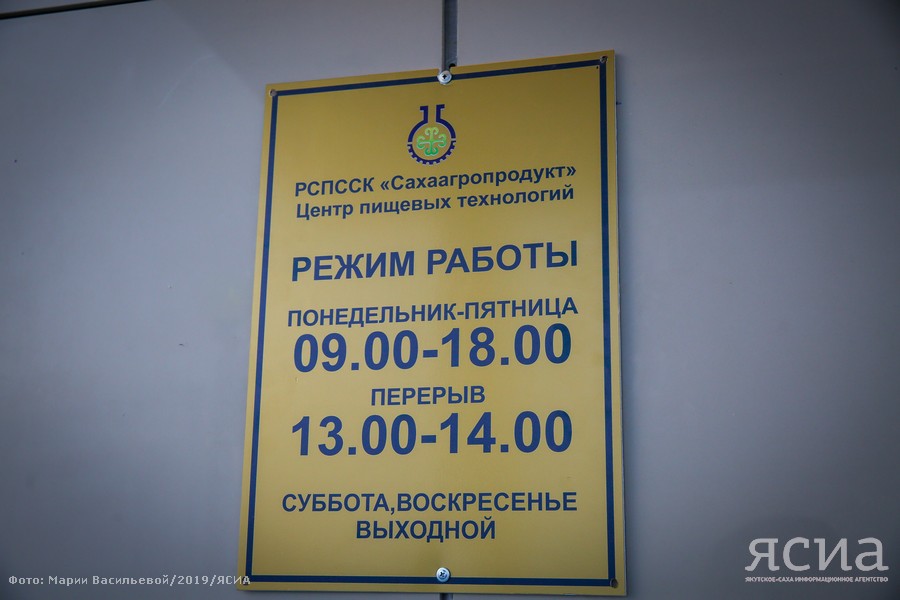 РСПССК «Сахаагропродукт»
Центр пищевых технологий
РЕЖИМ РАБОТЫ
ПОНЕДЕЛЬНИК-ПЯТНИЦА
09.00-18.00
ПЕРЕРЫВ
13.00-14.00
СУББОТА,ВОСКРЕСЕНЬЕ
ВЫХОДНОЙ
Фото: Марии Васильевой/2019/ЯСИА
ясиа
ЯКУТСКОЕ-САХА ИНФОРМАЦИОННОЕ АГЕНТСТВО